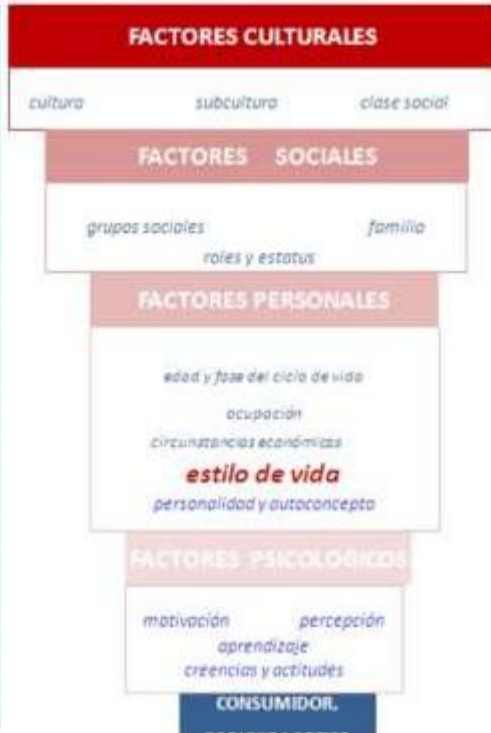 FACTORES CULTURALES
cultura subcultura clase social
FACTORES SOCIALES
grupos sociales familia
roles y estatus
FACTORES PERSONALES
edad y fase del ciclo de vida
ocupación
circunstancias económicas
estilo de vida
personalidad y autoconcepto
FACTORES PSICOLOGICOS
motivación percepción
aprendizaje
creencias y actitudes
CONSUMIDOR,